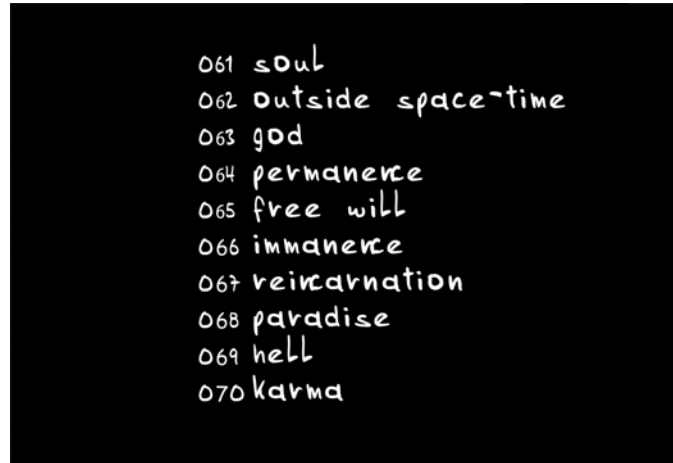 061 soul
062 outside space-time
063 god
064 permanence
065 free will
066 immanence
067 reincarnation
068 paradise
069 hell
070 karma